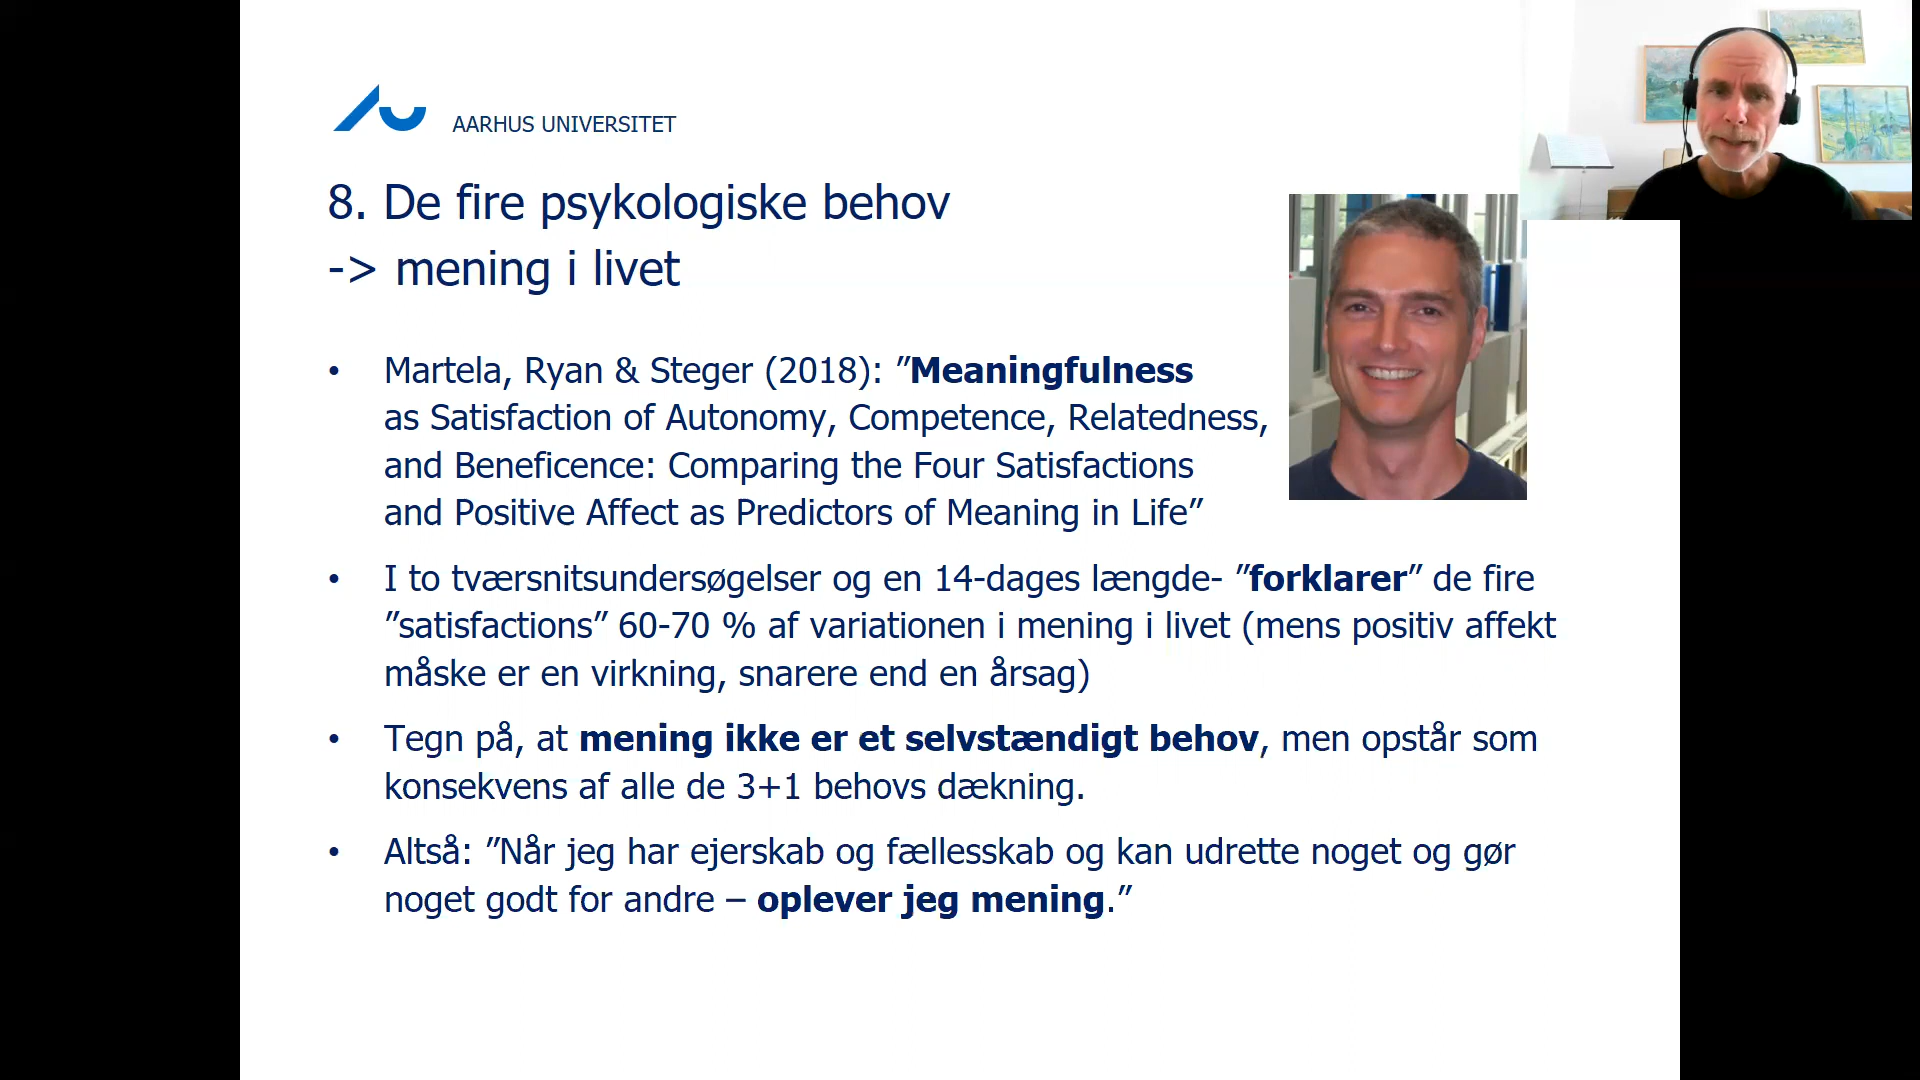 AARHUS UNIVERSITET
8. De fire psykologiske behov
-> mening i livet
• Martela, Ryan & Steger (2018): ”Meaningfulness
as Satisfaction of Autonomy, Competence, Relatedness,
and Beneficence: Comparing the Four Satisfactions
and Positive Affect as Predictors of Meaning in Life”
• I to tværsnitsundersøgelser og en 14-dages længde- ”forklarer” de fire
”satisfactions” 60-70 % af variationen i mening i livet (mens positiv affekt
måske er en virkning, snarere end en årsag)
• Tegn på, at mening ikke er et selvstændigt behov, men opstår som
konsekvens af alle de 3+1 behovs dækning.
• Altså: ”Når jeg har ejerskab og fællesskab og kan udrette noget og gør
noget godt for andre – oplever jeg mening.”